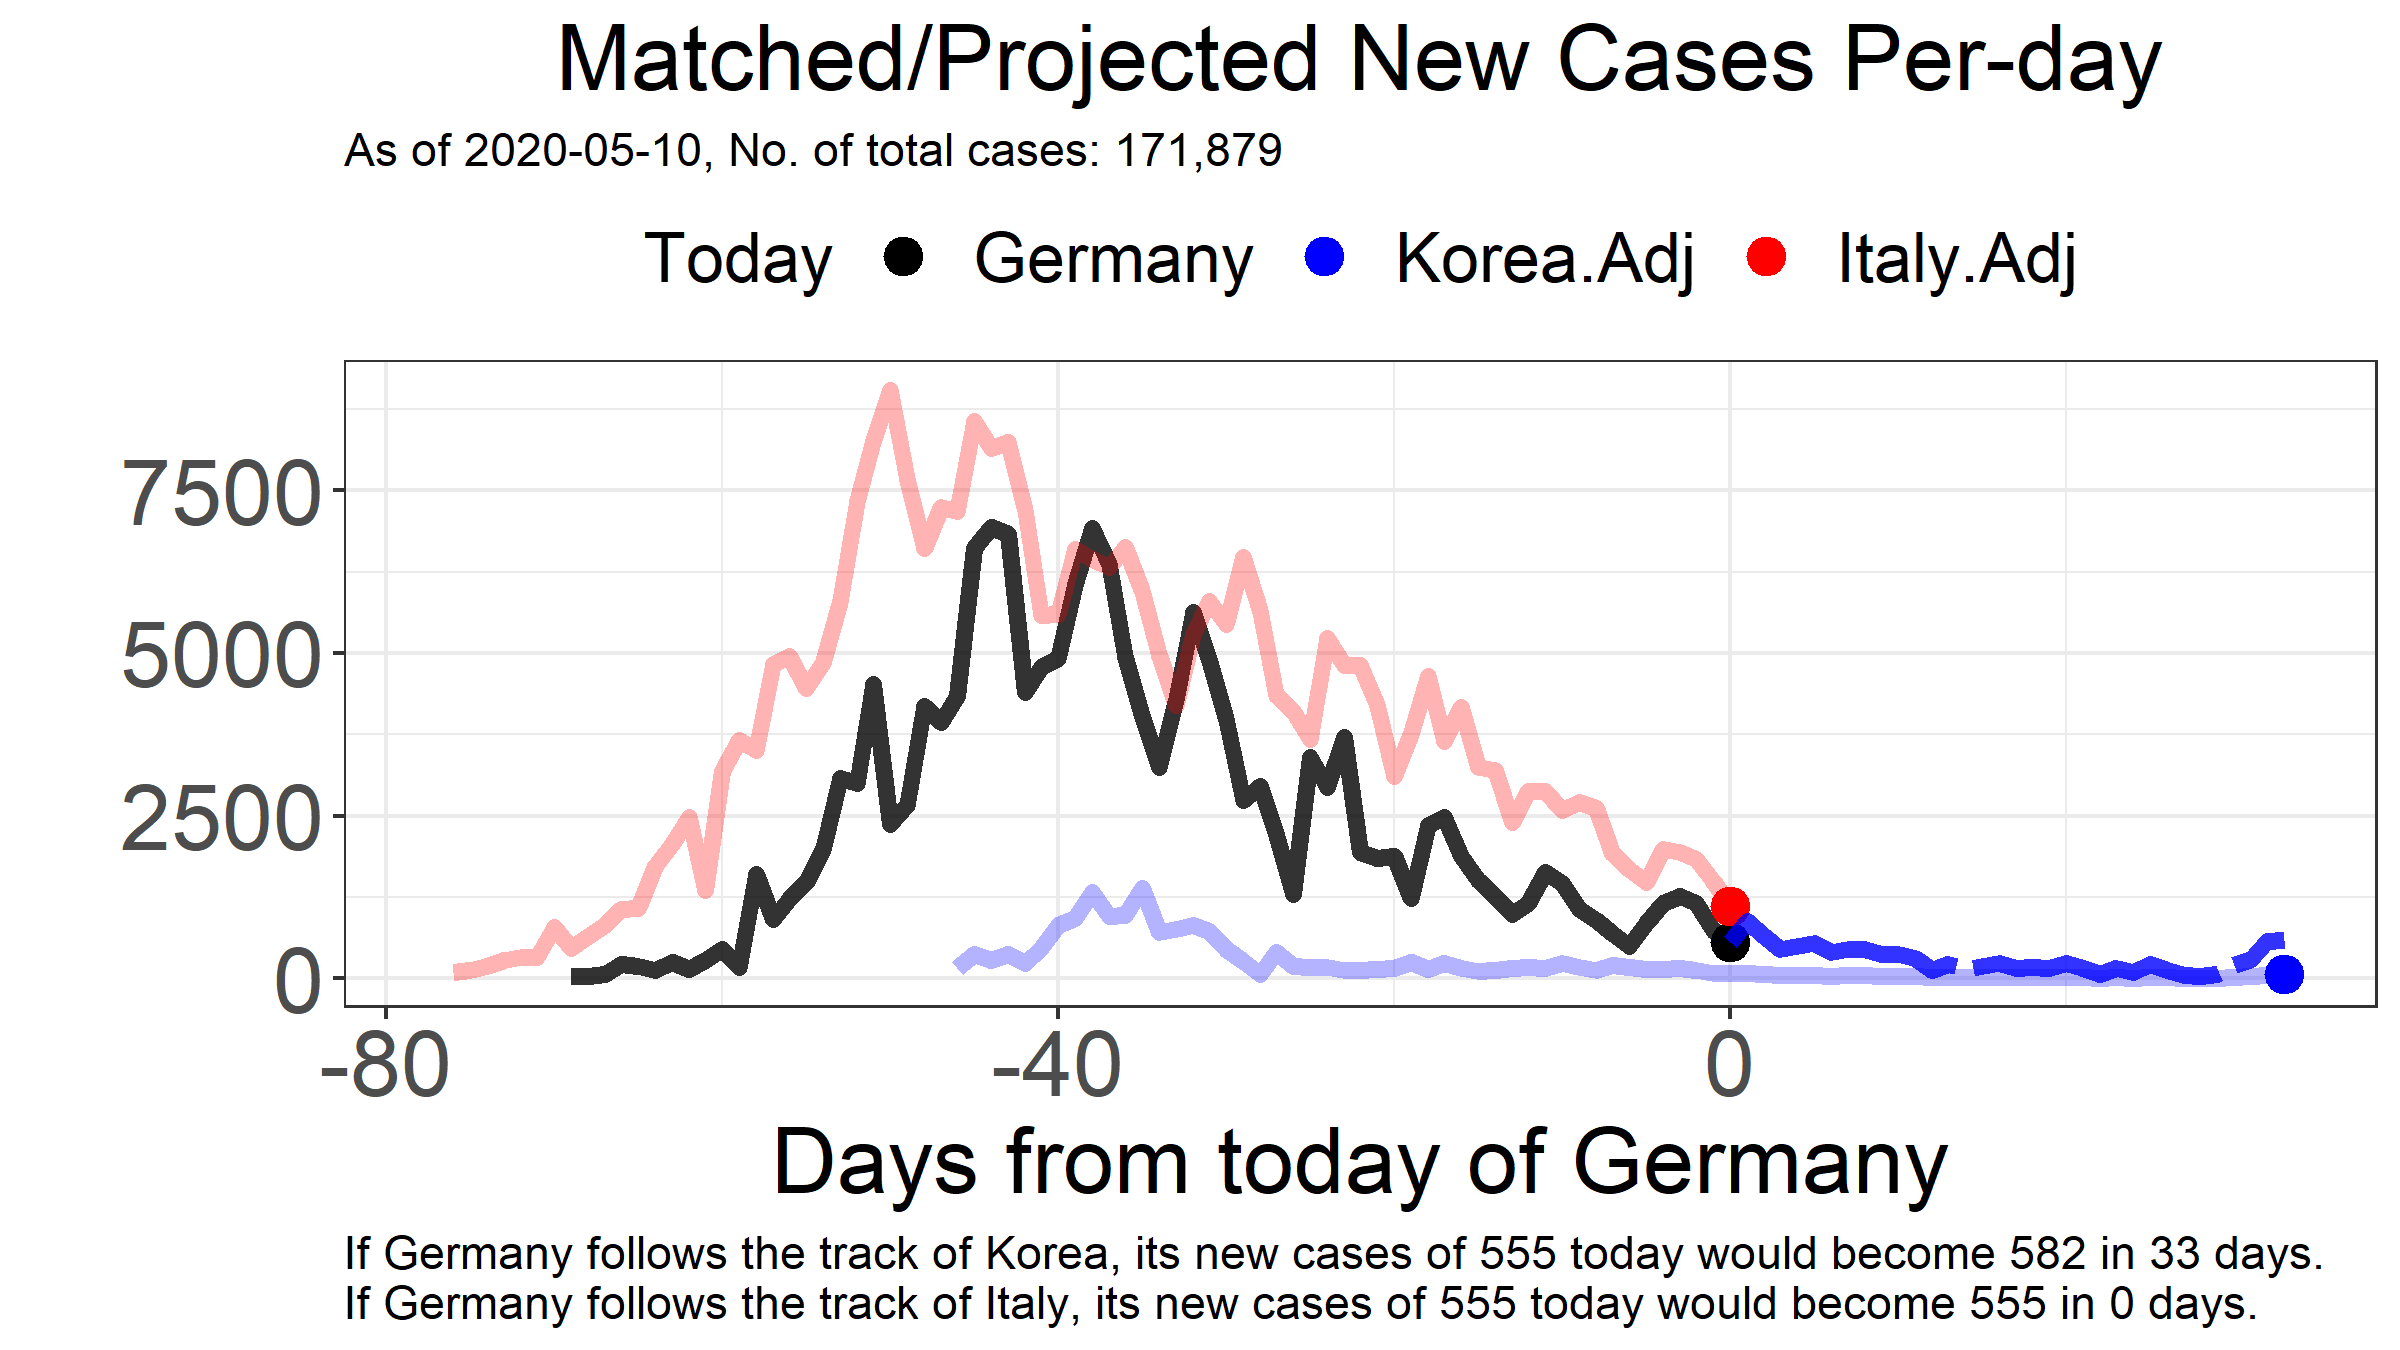 Matched/Projected New Cases Per-day
As of 2020-05-10, No. of total cases: 171,879
Today Germany Korea.Adj Italy.Adj
7500
5000
2500
0
-80 -40 0
Days from today of Germany
If Germany follows the track of Korea, its new cases of 555 today would become 582 in 33 days.
If Germany follows the track of Italy, its new cases of 555 today would become 555 in 0 days.